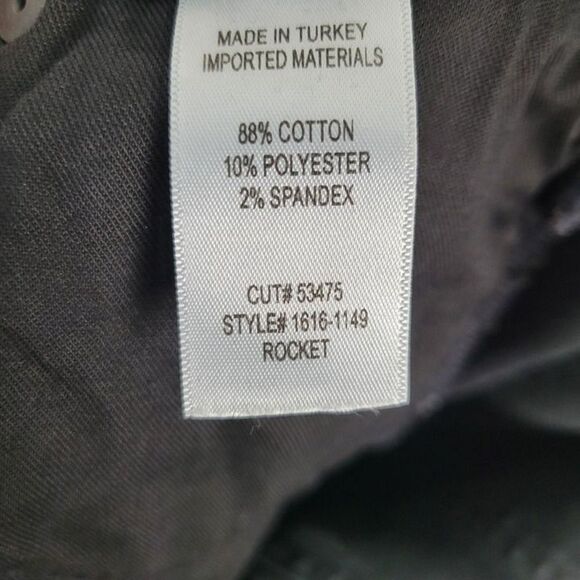 MADE IN TURKEY
IMPORTED MATERIALS
88% COTTON
10% POLYESTER
2% SPANDEX
CUT# 53475
STYLE# 1616-1149
ROCKET